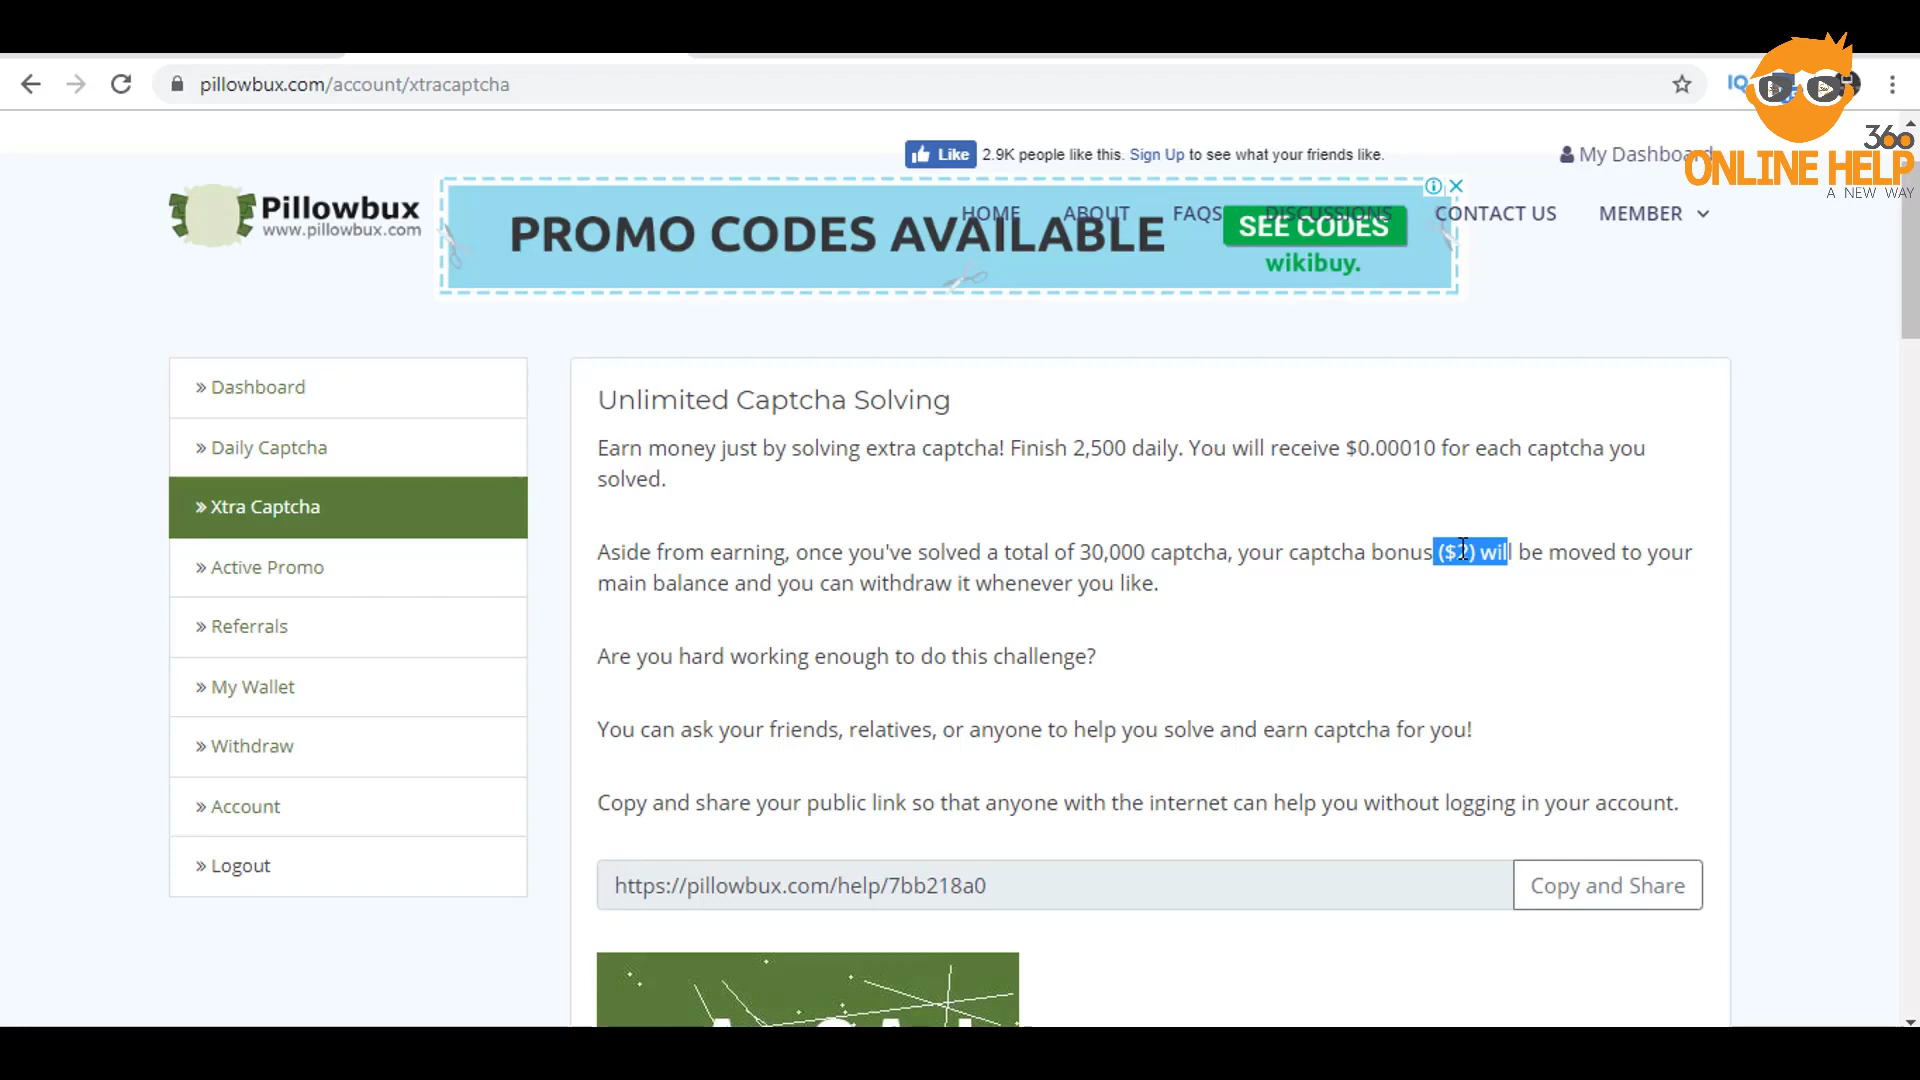 pillowbux.com/account/xtracaptcha
IQ
360
ONLINE HELP
A NEW WAY
Like
2.9K people like this. Sign Up to see what your friends like.
My Dashboard
Pillowbux
www.pillowbux.com
PROMO CODES AVAILABLE
SEE CODES
wikibuy.
HOME
ABOUT
FAQS
DISCUSSIONS
CONTACT US
MEMBER
» Dashboard
» Daily Captcha
» Xtra Captcha
» Active Promo
» Referrals
» My Wallet
» Withdraw
» Account
» Logout
Unlimited Captcha Solving
Earn money just by solving extra captcha! Finish 2,500 daily. You will receive $0.00010 for each captcha you
solved.
Aside from earning, once you've solved a total of 30,000 captcha, your captcha bonus ($2) will be moved to your
main balance and you can withdraw it whenever you like.
Are you hard working enough to do this challenge?
You can ask your friends, relatives, or anyone to help you solve and earn captcha for you!
Copy and share your public link so that anyone with the internet can help you without logging in your account.
https://pillowbux.com/help/7bb218a0
Copy and Share